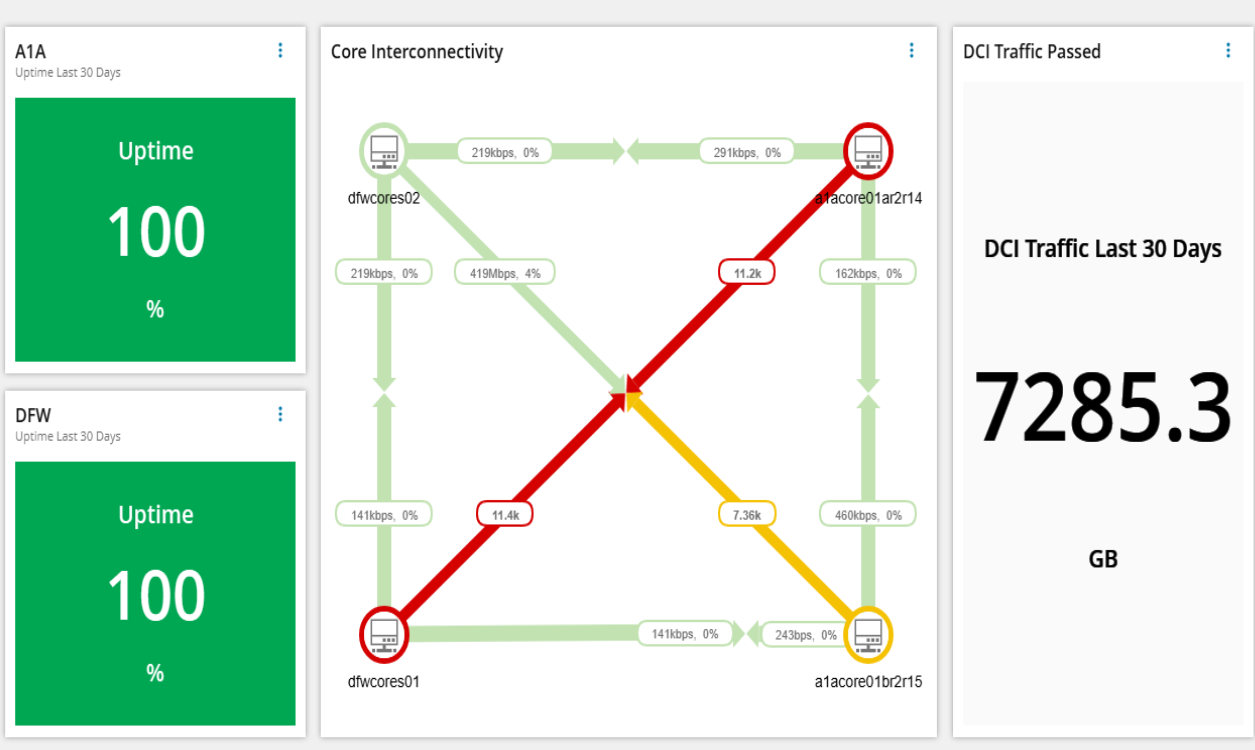 A1A
Uptime Last 30 Days
Uptime
100
%
DFW
Uptime Last 30 Days
Uptime
100
%
Core Interconnectivity
219kbps, 0%
291kbps, 0%
dfwcores02
a1acore01ar2r14
219kbps, 0%
419Mbps, 4%
11.2k
162kbps, 0%
141kbps, 0%
11.4k
7.36k
460kbps, 0%
141kbps, 0%
243bps, 0%
dfwcores01
a1acore01br2r15
DCI Traffic Passed
DCI Traffic Last 30 Days
7285.3
GB